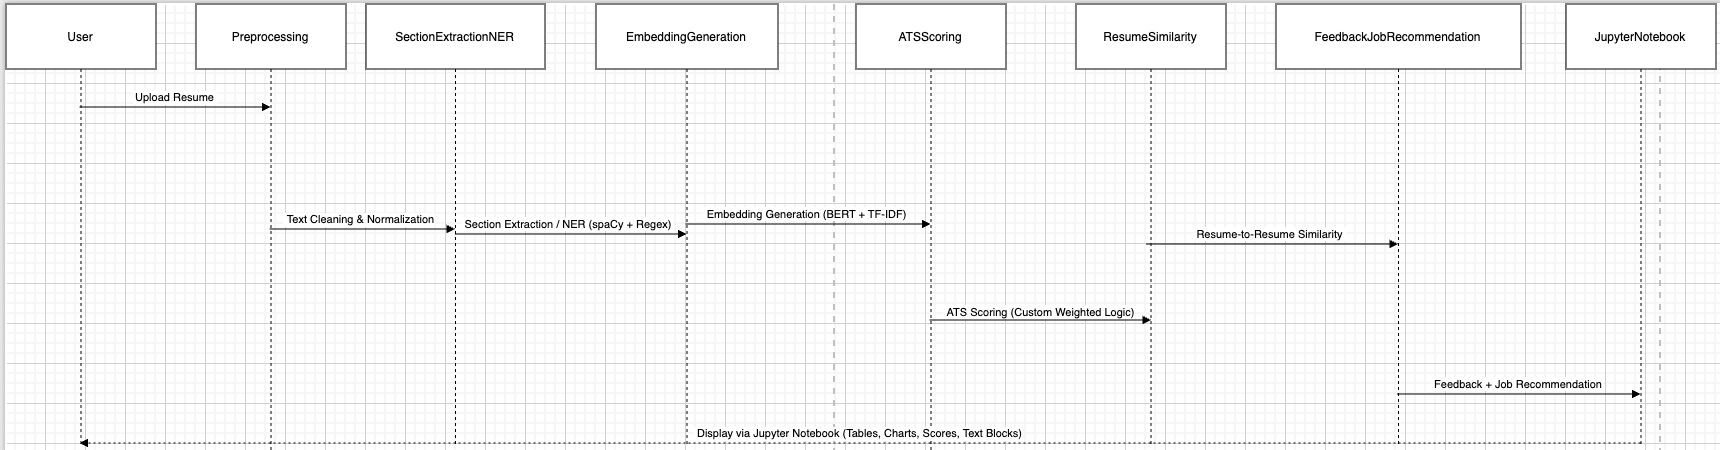 User
Preprocessing
SectionExtractionNER
EmbeddingGeneration
ATSScoring
ResumeSimilarity
FeedbackJobRecommendation
JupyterNotebook
Upload Resume
Text Cleaning & Normalization
Section Extraction / NER (spaCy + Regex)
Embedding Generation (BERT + TF-IDF)
Resume-to-Resume Similarity
ATS Scoring (Custom Weighted Logic)
Feedback + Job Recommendation
Display via Jupyter Notebook (Tables, Charts, Scores, Text Blocks)